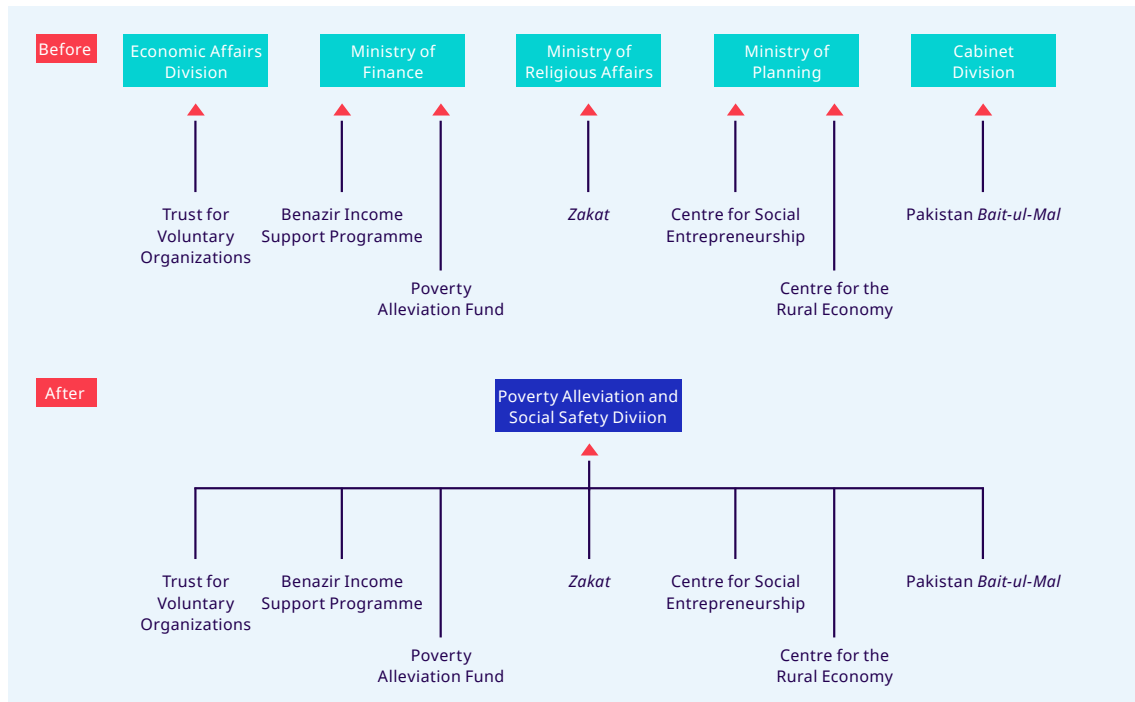 Before
Economic Affairs
Division
Ministry of
Finance
Ministry of
Religious Affairs
Ministry of
Planning
Cabinet
Division
Trust for
Voluntary
Organizations
Benazir Income
Support Programme
Poverty
Alleviation Fund
Zakat
Centre for Social
Entrepreneurship
Centre for the
Rural Economy
Pakistan Bait-ul-Mal
After
Poverty Alleviation and
Social Safety Diviion
Trust for
Voluntary
Organizations
Benazir Income
Support Programme
Poverty
Alleviation Fund
Zakat
Centre for Social
Entrepreneurship
Centre for the
Rural Economy
Pakistan Bait-ul-Mal